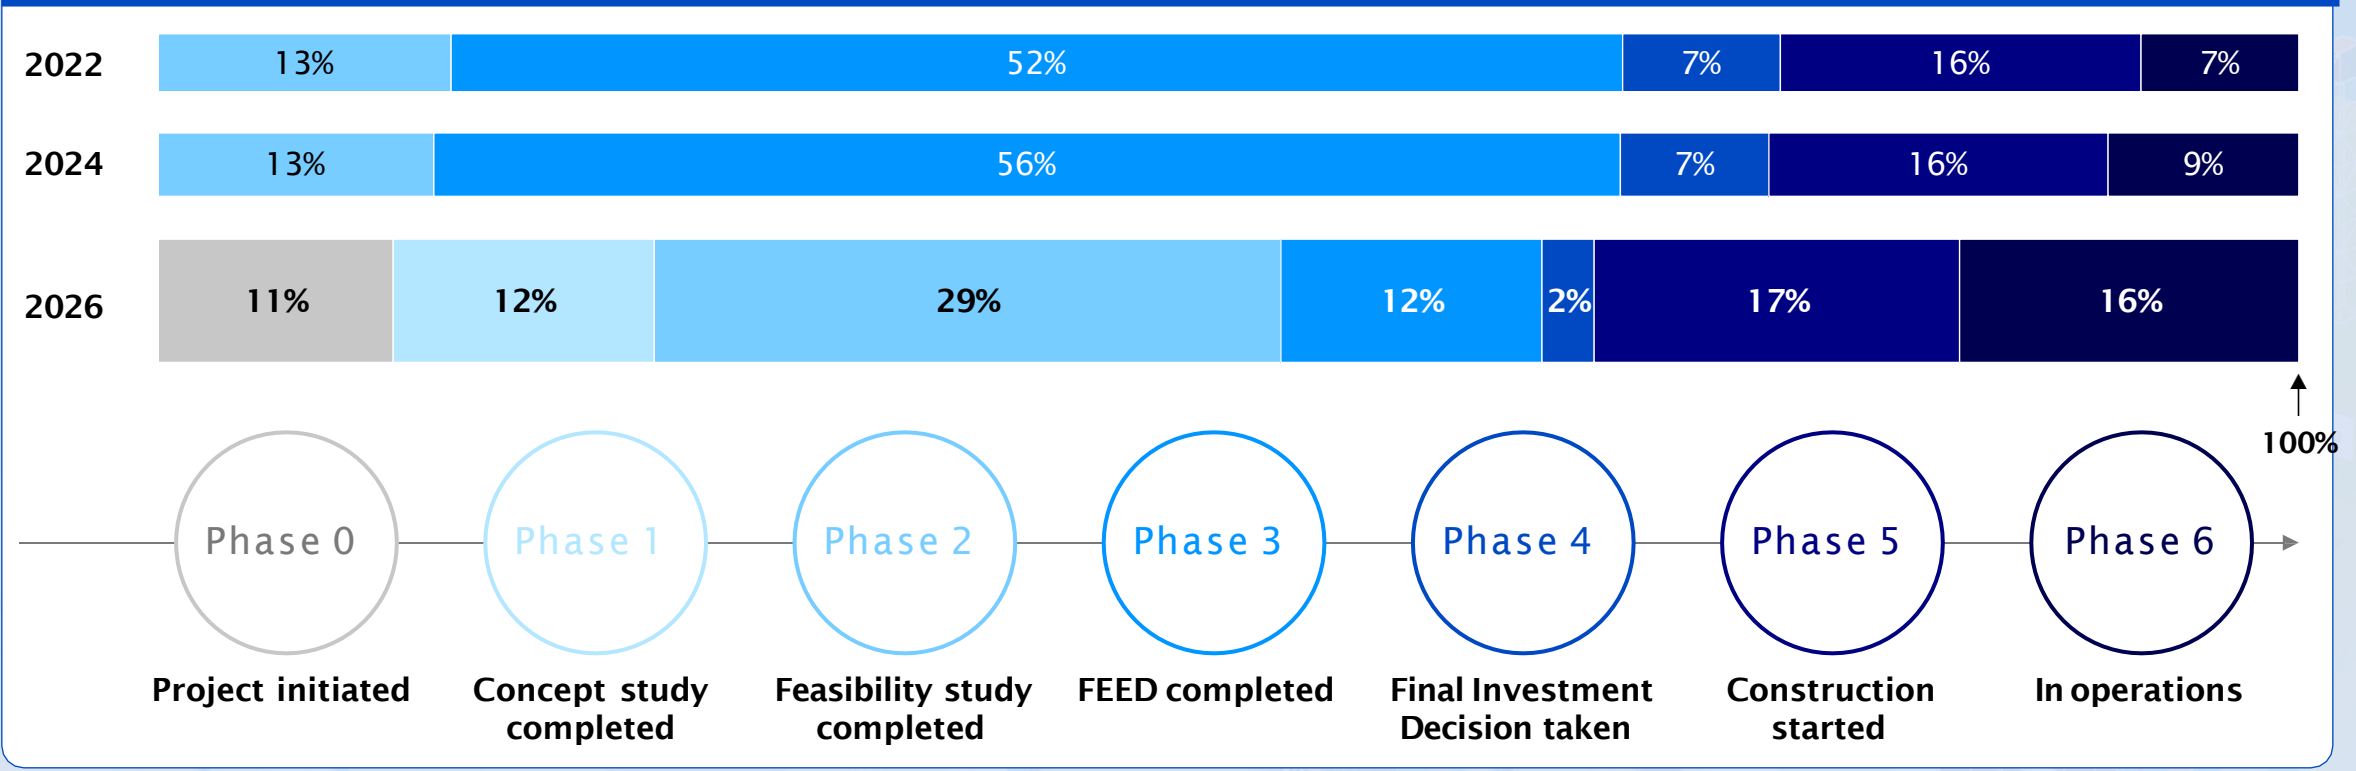 2022 13% 52% 7% 16% 7%
2024 13% 56% 7% 16% 9%
2026 11% 12% 29% 12% 2% 17% 16%
100%
Phase 0 Phase 1 Phase 2 Phase 3 Phase 4 Phase 5 Phase 6
Project initiated Concept study Feasibility study FEED completed Final Investment Construction In operations
completed completed Decision taken started